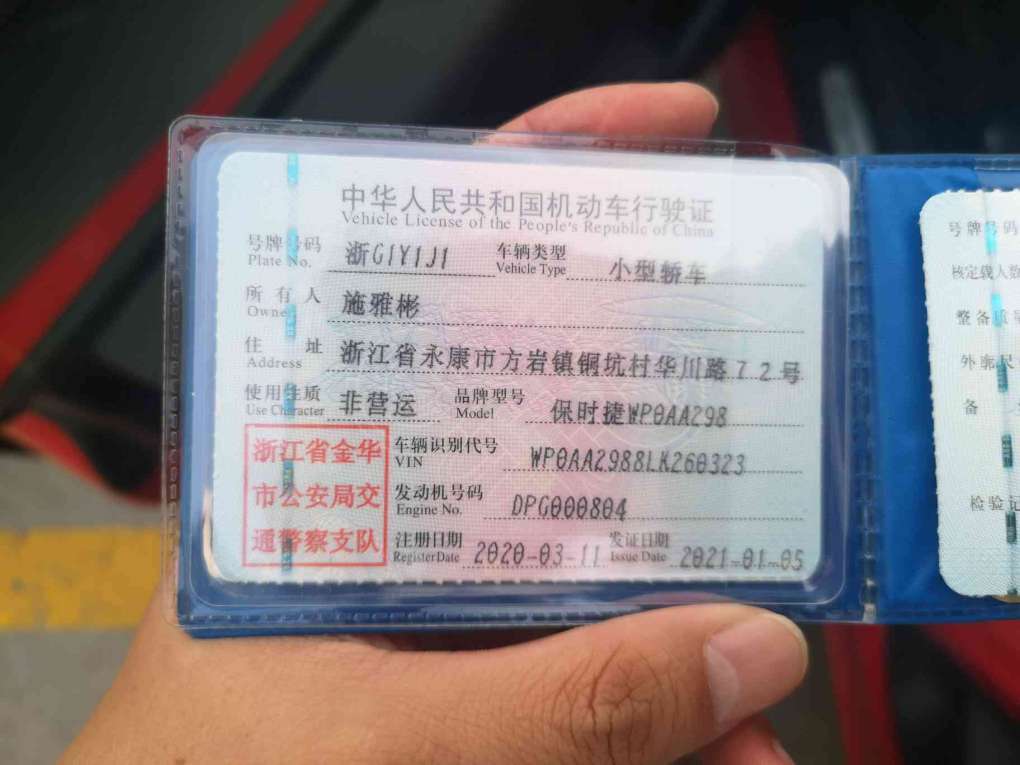 中华人民共和国机动车行驶证
Vehicle License of the People's Republic of China
号牌号码 浙G1Y1J1 车辆类型 小型轿车
Plate No. Vehicle Type
所有人 施雅彬
Owner
住址 浙江省永康市方岩镇铜坑村华川路72号
Address
使用性质 非营运 品牌型号 保时捷WP0AA298
Use Character Model
浙江省金华
市公安局交
通警察支队
车辆识别代号 WP0AA2988LK260323
VIN
发动机号码 DPG000804
Engine No.
注册日期 2020-03-11 发证日期 2021-01-05
Register Date Issue Date
号牌号码
核定载人数
整备质量
外廓尺
备
检验记